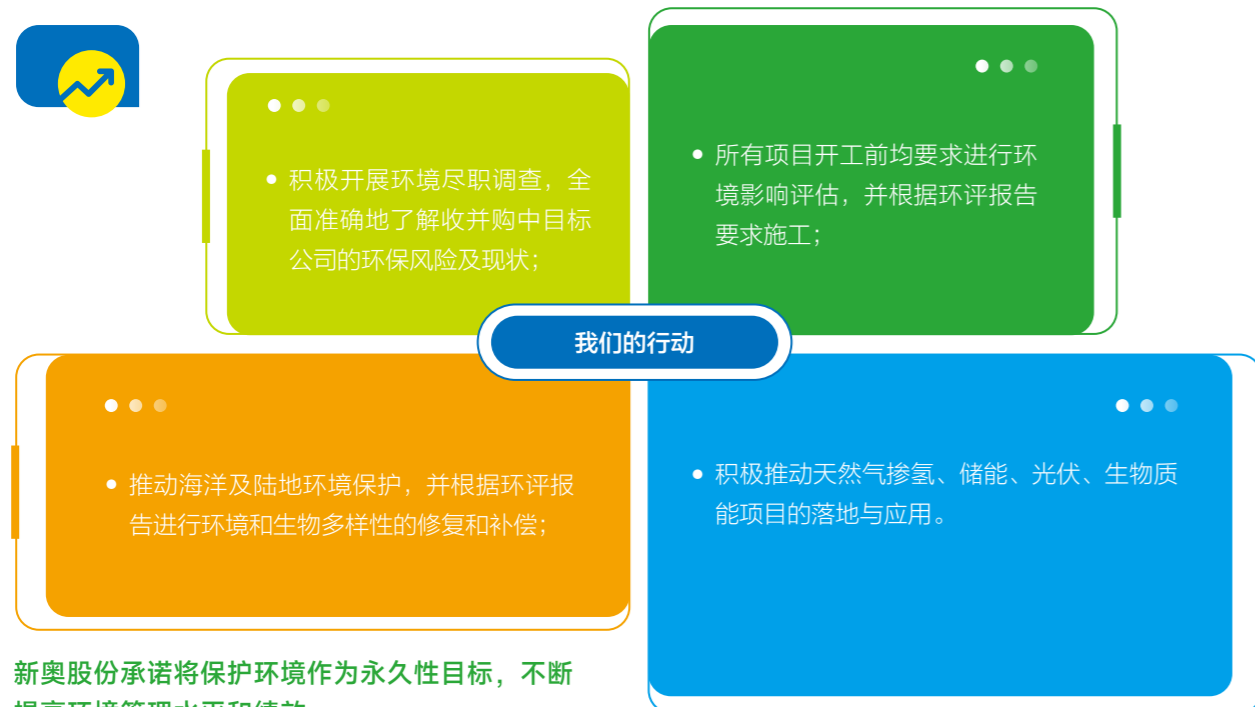 积极开展环境尽职调查，全
面准确地了解收并购中目标
公司的环保风险及现状；
所有项目开工前均要求进行环
境影响评估，并根据环评报告
要求施工；
我们的行动
推动海洋及陆地环境保护，并根据环评报
告进行环境和生物多样性的修复和补偿；
积极推动天然气掺氢、储能、光伏、生物质
能项目的落地与应用。
新奥股份承诺将保护环境作为永久性目标，不断